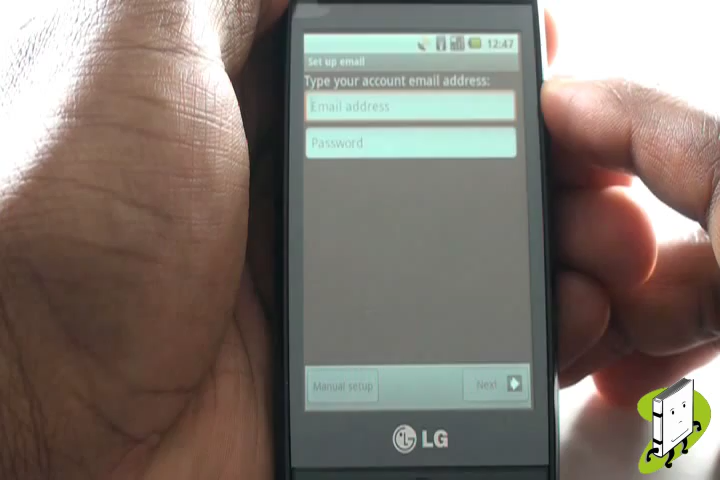 12:47
Set up email
Type your account email address:
Email address
Password
Manual setup
Next
LG